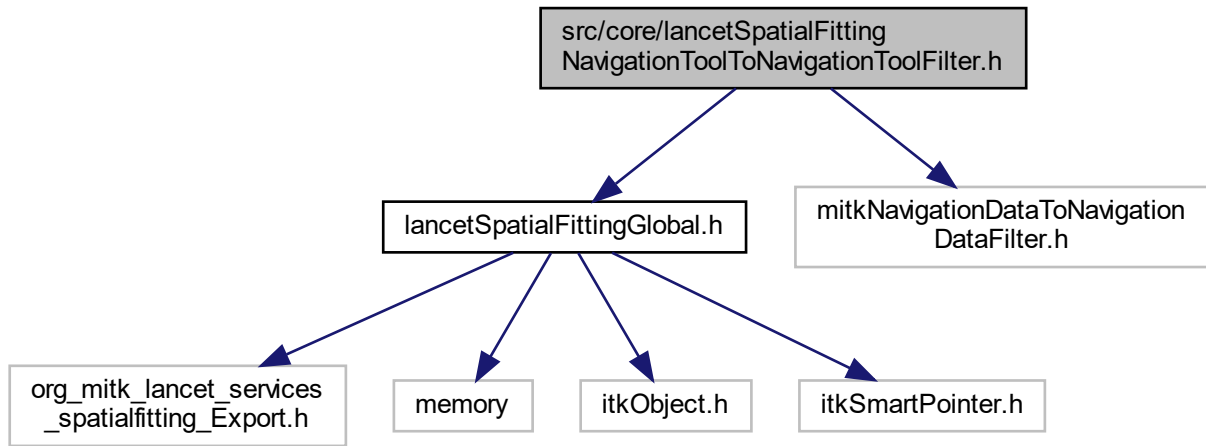 src/core/lancetSpatialFitting
NavigationToolToNavigationToolFilter.h
lancetSpatialFittingGlobal.h
mitkNavigationDataToNavigation
DataFilter.h
org_mitk_lancet_services
_spatialfitting_Export.h
memory
itkObject.h
itkSmartPointer.h